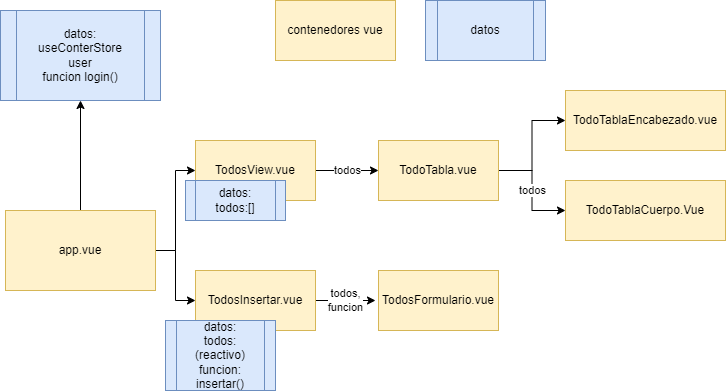 datos:
useConterStore
user
funcion login()
contenedores vue
datos
TodosView.vue
datos:
todos:[]
todos
TodoTabla.vue
todos
TodoTablaEncabezado.vue
TodoTablaCuerpo.Vue
app.vue
TodosInsertar.vue
datos:
todos:
(reactivo)
funcion:
insertar()
todos,
funcion
TodosFormulario.vue